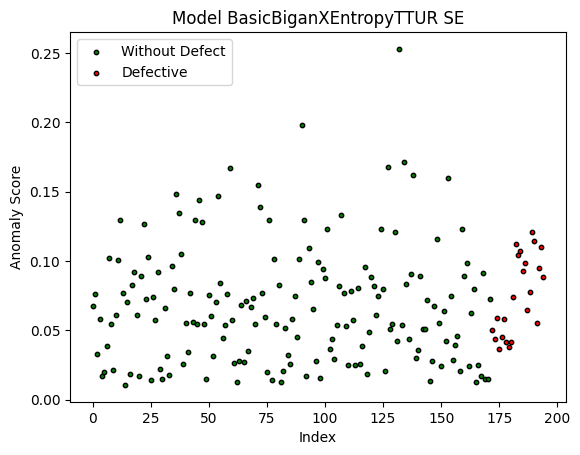 Model BasicBiganXEntropyTTUR SE
Without Defect
Defective
Anomaly Score
0.25
0.20
0.15
0.10
0.05
0.00
0 25 50 75 100 125 150 175 200
Index